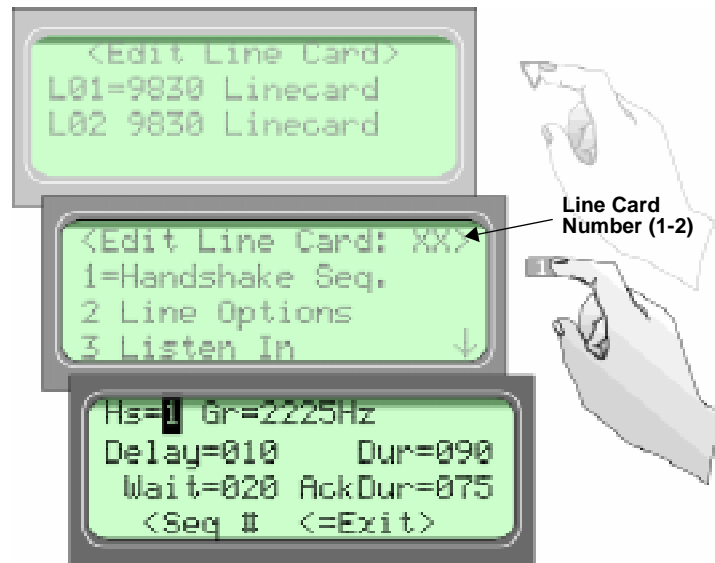 <Edit Line Card>
L01=9830 Linecard
L02 9830 Linecard
Line Card
Number (1-2)
<Edit Line Card: XX>
1=Handshake Seq.
2 Line Options
3 Listen In ↓
1
Hs=1 Gr=2225Hz
Delay=010 Dur=090
Wait=020 AckDur=075
<Seq # <=Exit>